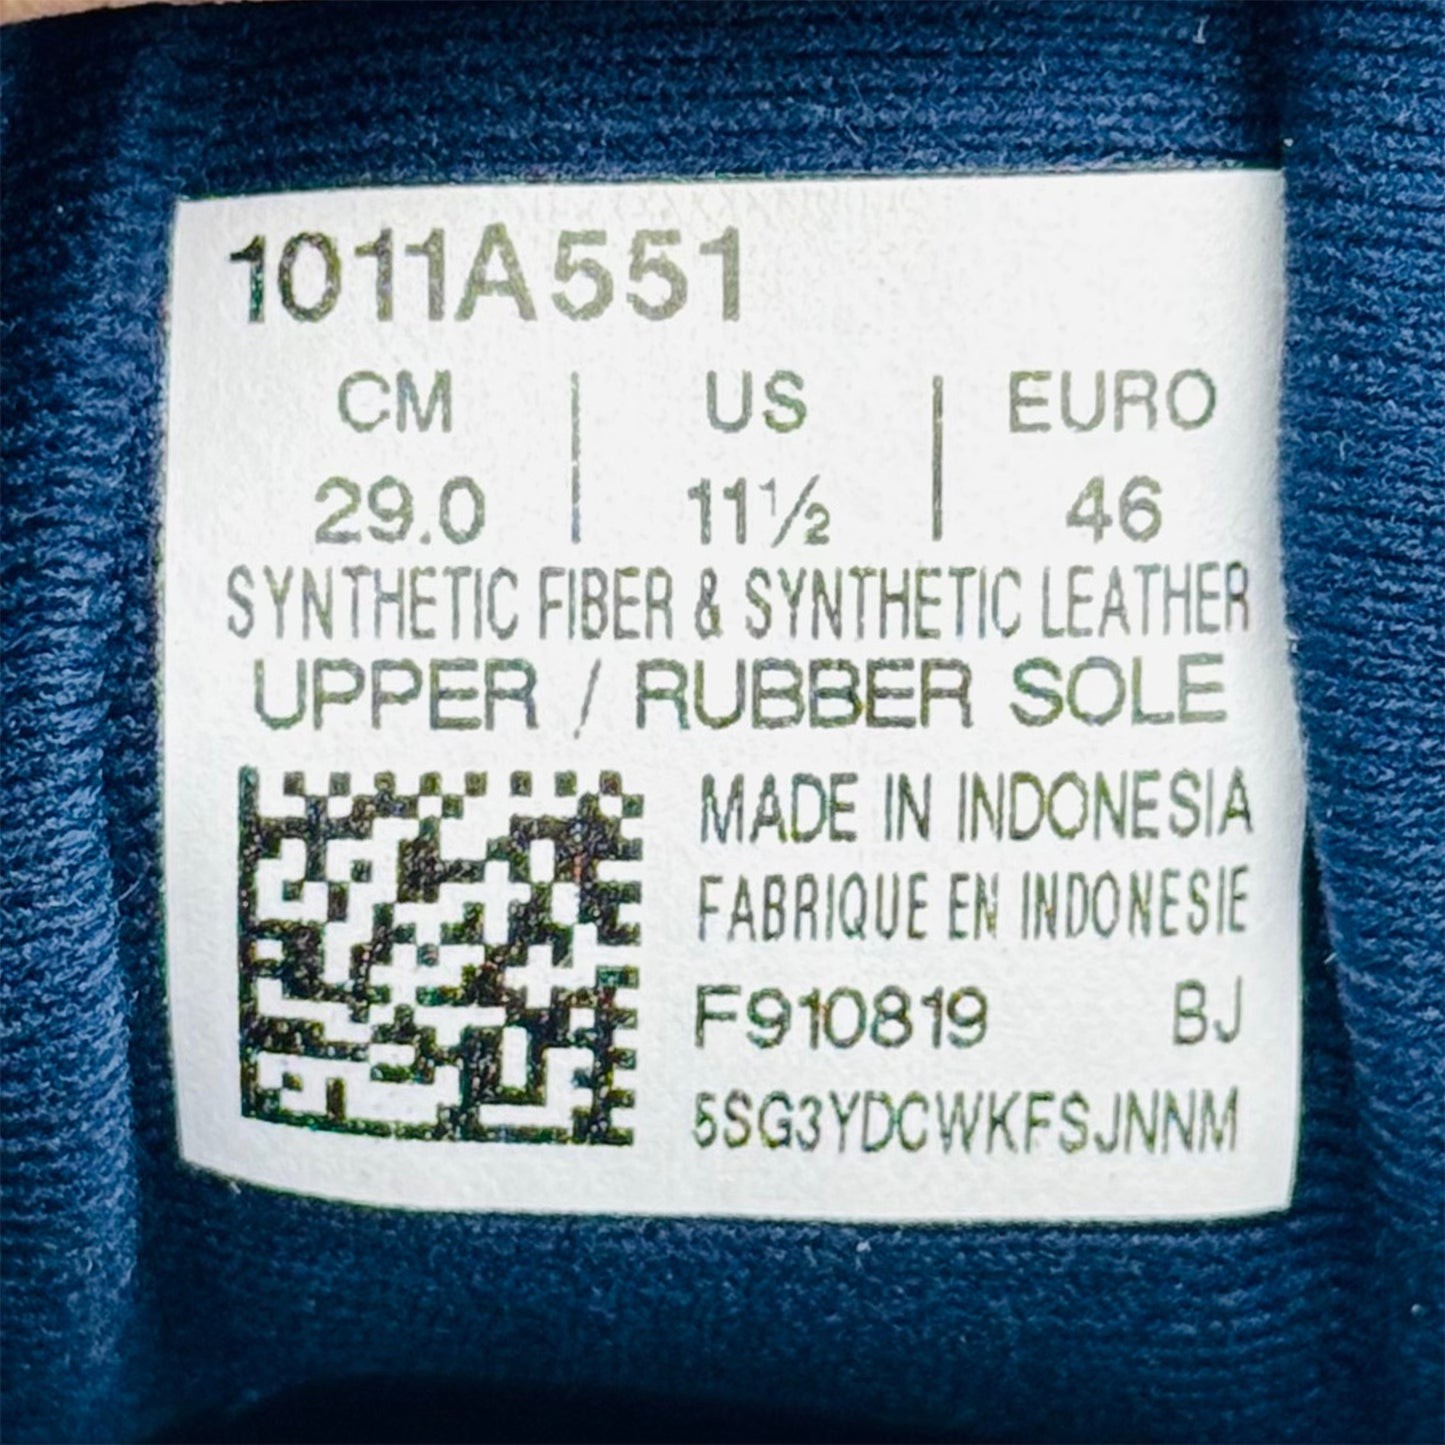 1011A551
CM | US | EURO
29.0 | 11½ | 46
SYNTHETIC FIBER & SYNTHETIC LEATHER
UPPER / RUBBER SOLE
MADE IN INDONESIA
FABRIQUE EN INDONESIE
F910819 BJ
5SG3YDCWKFSJNNM